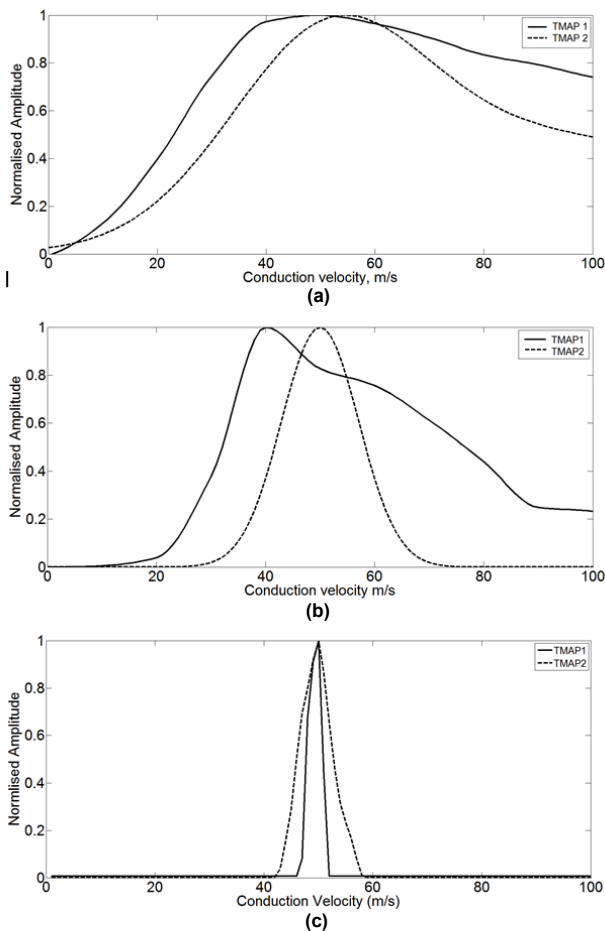 1
TMAP 1
TMAP 2
0.8
0.6
0.4
0.2
0
Normalised Amplitude
20
40
60
80
100
Conduction velocity, m/s
(a)
1
TMAP1
TMAP2
0.8
0.6
0.4
0.2
0
Normalised Amplitude
0
20
40
60
80
100
Conduction velocity m/s
(b)
1
TMAP1
TMAP2
0.8
0.6
0.4
0.2
0
Normlised Amplitude
0
20
40
60
80
100
Conduction Velocity (m/s)
(c)